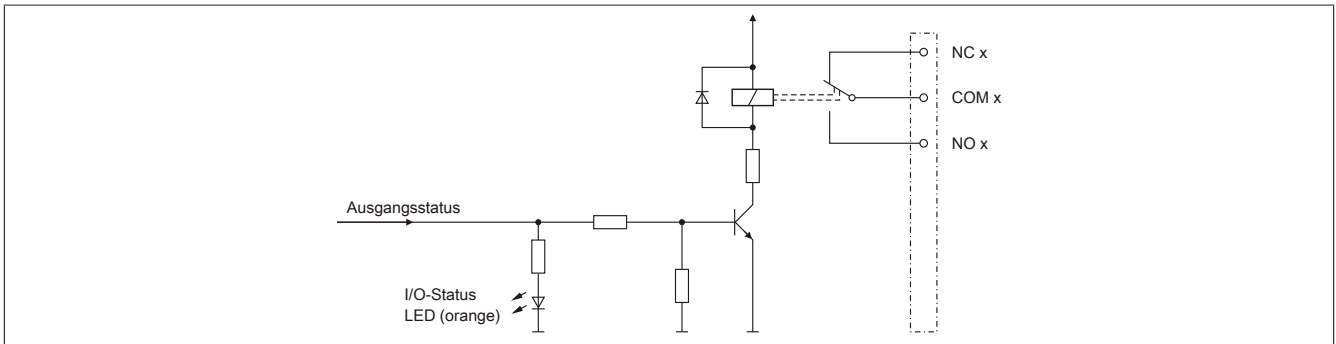 NC x
COM x
NO x
Ausgangsstatus
I/O-Status
LED (orange)